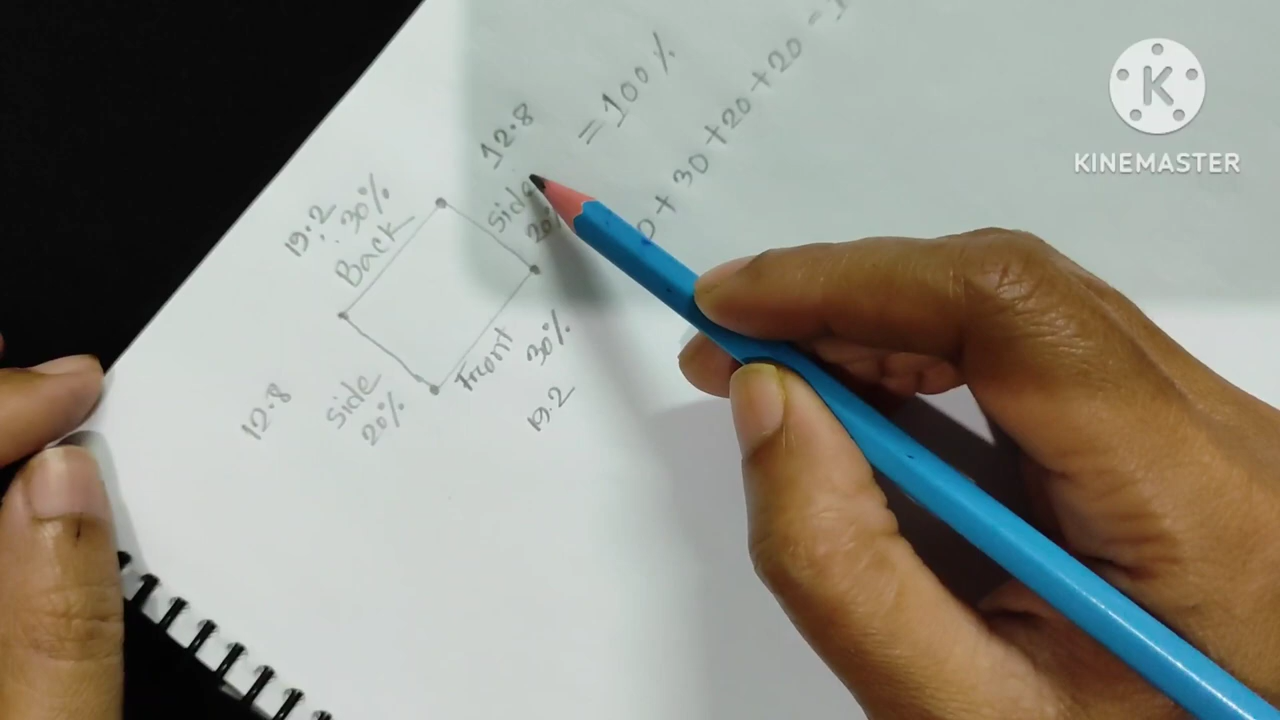 KINEMASTER
= 100 %
0 + 30 + 20 + 20 =
12.8
Side
20%
19.2
30%
Back
Front
30%
19.2
Side
20%
12.8